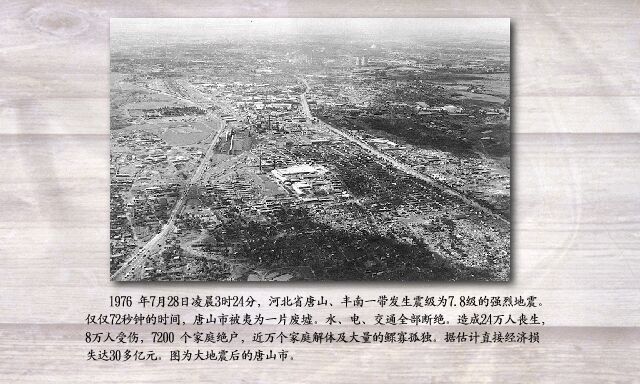 1976 年7月28日凌晨3时24分，河北省唐山、丰南一带发生震级为7.8级的强烈地震。
仅仅72秒钟的时间，唐山市被夷为一片废墟。水、电、交通全部断绝。造成24万人丧生，
8万人受伤，7200 个家庭绝户，近万个家庭解体及大量的鳏寡孤独。据估计直接经济损
失达30多亿元。图为大地震后的唐山市。